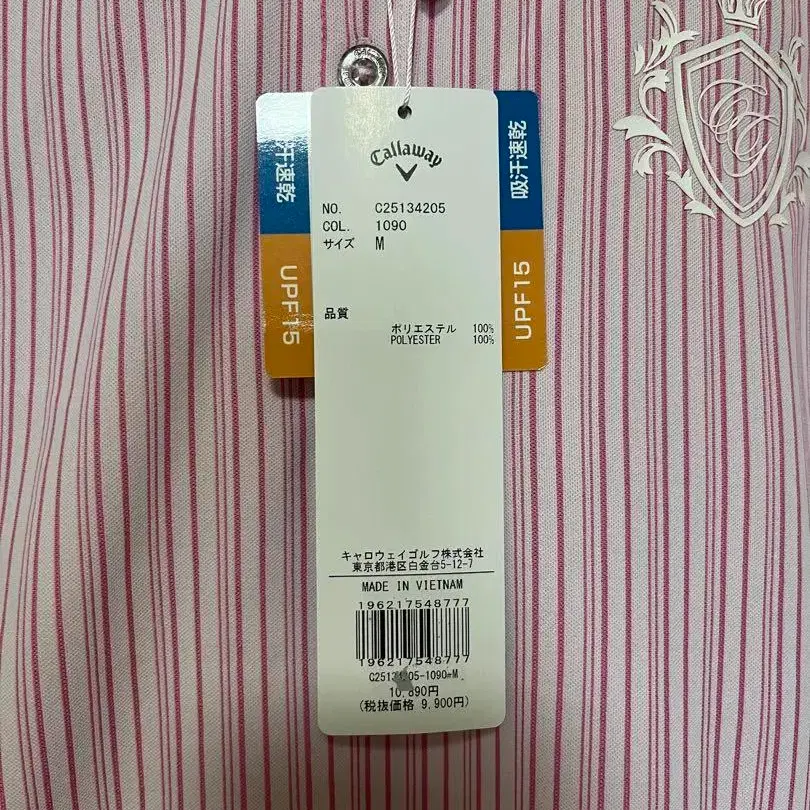 Callaway
NO. C25134205
COL. 1090
サイズ M
品質
ポリエステル 100%
POLYESTER 100%
キャロウェイゴルフ株式会社
東京都港区白金台5-12-7
MADE IN VIETNAM
196217548777
196217548777
C25134205-1090#M
10,890円
(税抜価格 9,900円)
汗速乾
UPF15
吸汗速乾
UPF15